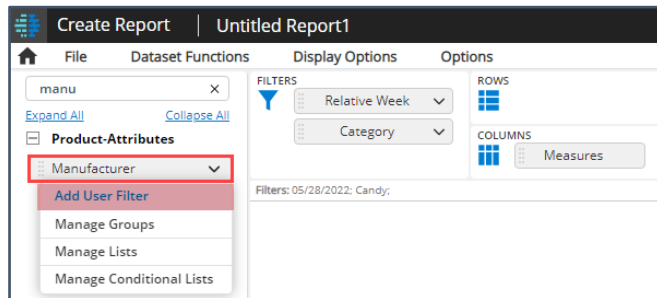 Create Report | Untitled Report1
File Dataset Functions Display Options Options
manu x
Expand All Collapse All
Product-Attributes
Manufacturer
Add User Filter
Manage Groups
Manage Lists
Manage Conditional Lists
FILTERS
Relative Week
Category
ROWS
COLUMNS
Measures
Filters: 05/28/2022; Candy;